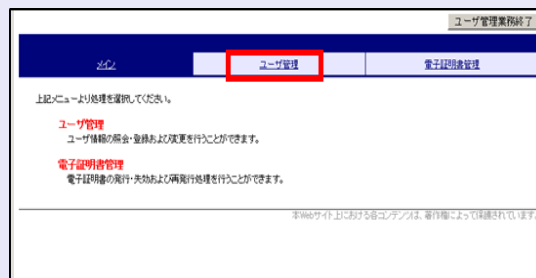 ユーザ管理業務終了
メイン ユーザ管理 電子証明書管理
上記メニューより処理を選択してください。
ユーザ管理
ユーザ情報の照会・登録および変更を行うことができます。
電子証明書管理
電子証明書の発行・失効および再発行処理を行うことができます。
本Webサイト上における各コンテンツは、著作権によって保護されています。